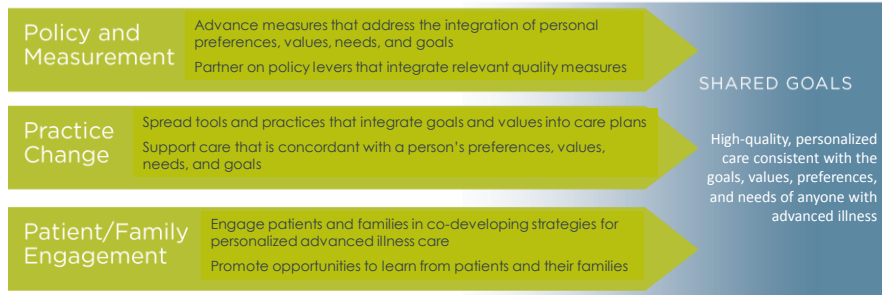 Policy and
Measurement
Advance measures that address the integration of personal
preferences, values, needs, and goals
Partner on policy levers that integrate relevant quality measures
Practice
Change
Spread tools and practices that integrate goals and values into care plans
Support care that is concordant with a person's preferences, values,
needs, and goals
Patient/Family
Engagement
Engage patients and families in co-developing strategies for
personalized advanced illness care
Promote opportunities to learn from patients and their families
SHARED GOALS
High-quality, personalized
care consistent with the
goals, values, preferences,
and needs of anyone with
advanced illness